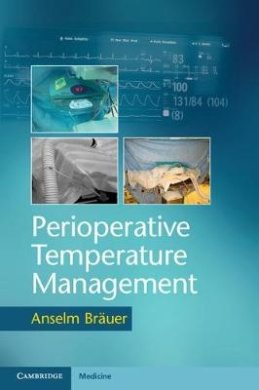 83
100
131/84 (104)
(8)
Perioperative
Temperature
Management
Anselm Bräuer
CAMBRIDGE Medicine